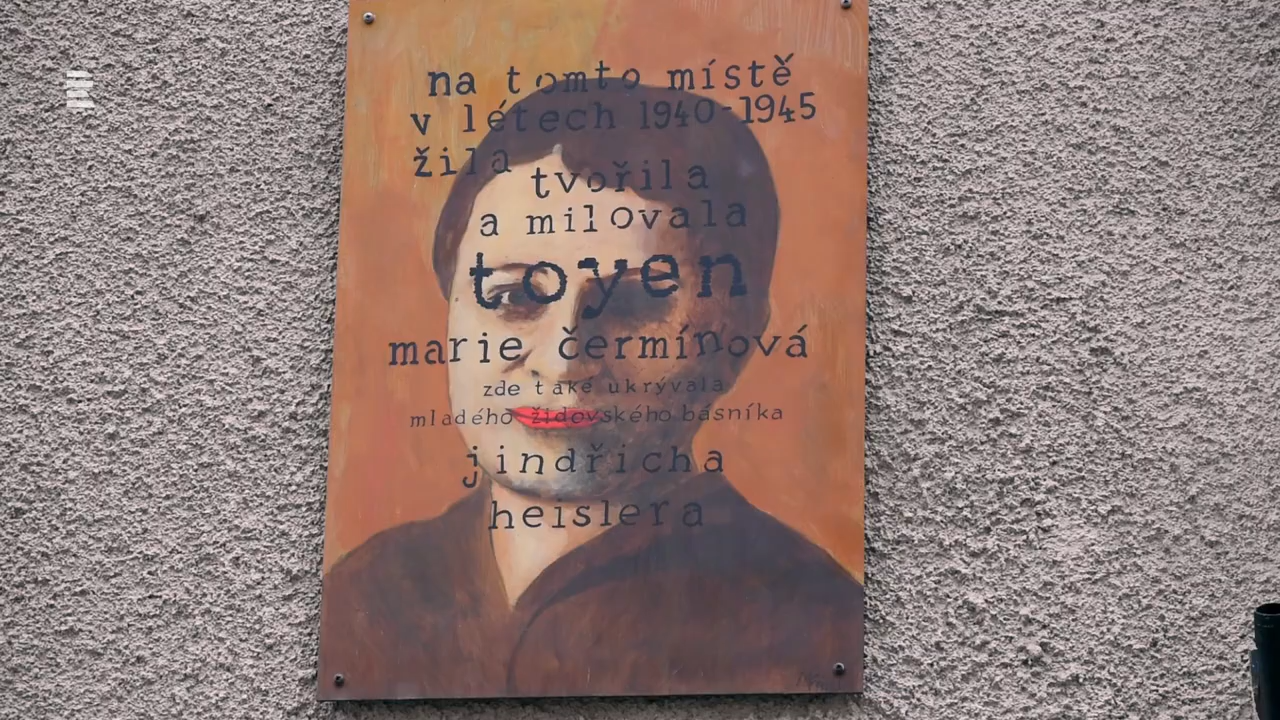 na tomto místě
v létech 1940-1945
žila tvořila
a milovala
toyen
marie čermínová
zde také ukrývala
mladého židovského básníka
jindřicha
heislera